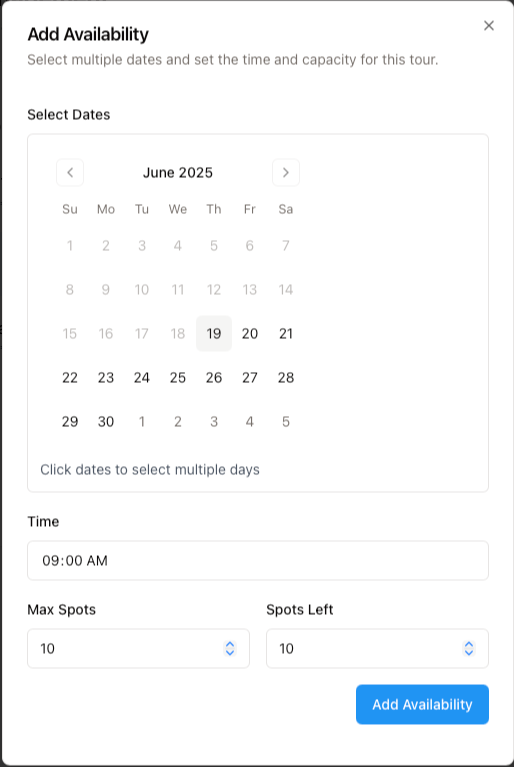 Add Availability
Select multiple dates and set the time and capacity for this tour.
Select Dates
June 2025
Su Mo Tu We Th Fr Sa
1 2 3 4 5 6 7
8 9 10 11 12 13 14
15 16 17 18 19 20 21
22 23 24 25 26 27 28
29 30 1 2 3 4 5
Click dates to select multiple days
Time
09:00 AM
Max Spots Spots Left
10 10
Add Availability